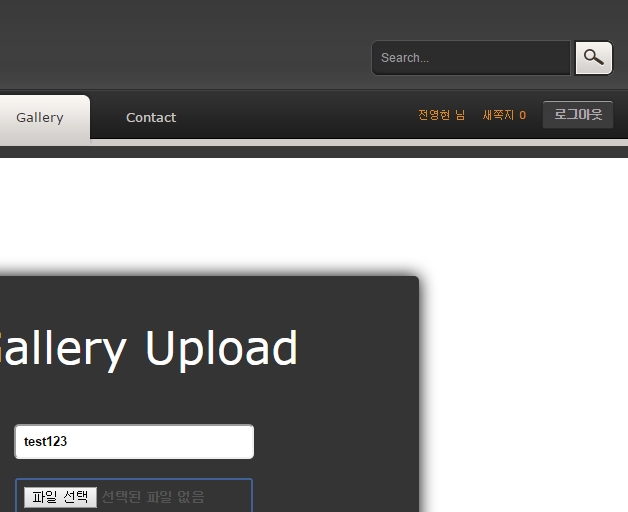 Search...
Gallery
Contact
전영현 님
새쪽지 0
로그아웃
Gallery Upload
test123
파일 선택 선택된 파일 없음